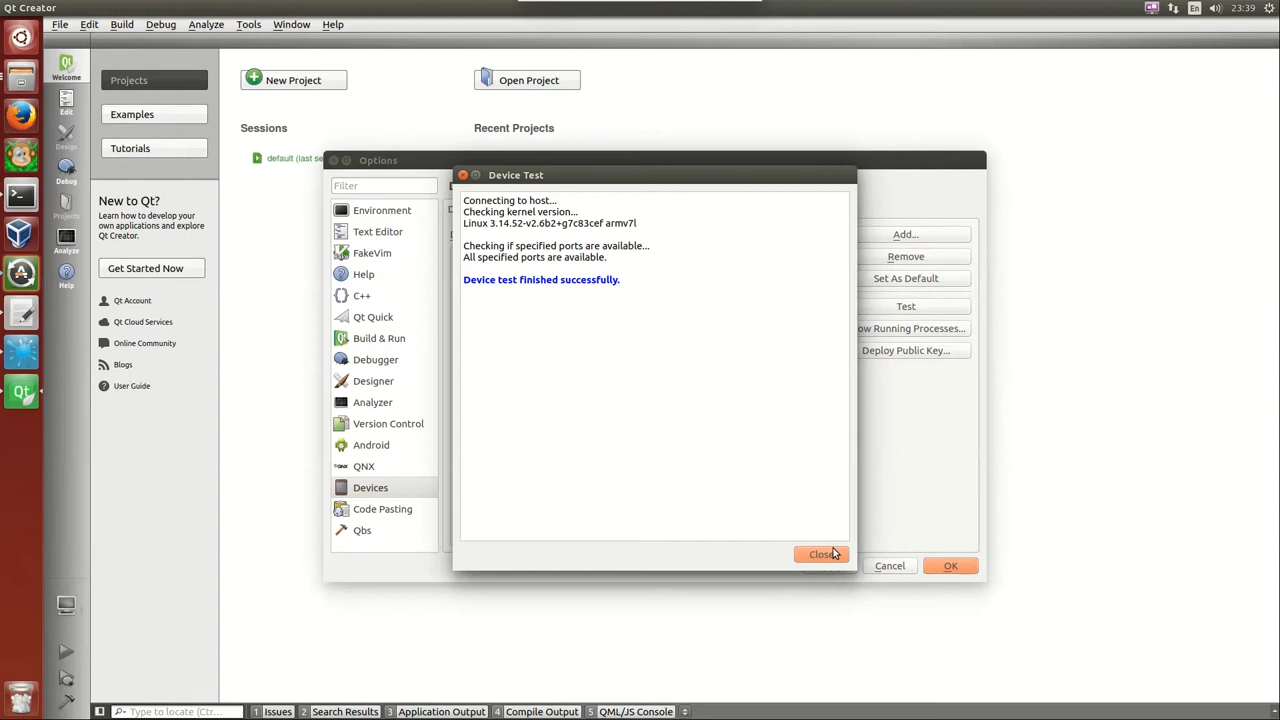 Qt Creator
En
23:39
File Edit Build Debug Analyze Tools Window Help
Welcome
Edit
Design
Debug
Projects
Analyze
Help
Projects
Examples
Tutorials
New to Qt?
Learn how to develop your
own applications and explore
Qt Creator.
Get Started Now
Qt Account
Qt Cloud Services
Online Community
Blogs
User Guide
New Project
Open Project
Sessions
Recent Projects
default (last se
Options
Filter
Environment
Text Editor
FakeVim
Help
C++
Qt Quick
Build & Run
Debugger
Designer
Analyzer
Version Control
Android
QNX
Devices
Code Pasting
Qbs
Device Test
Connecting to host...
Checking kernel version...
Linux 3.14.52-v2.6b2+g7c83cef armv7l
Checking if specified ports are available...
All specified ports are available.
Device test finished successfully.
Close
Add...
Remove
Set As Default
Test
ow Running Processes...
Deploy Public Key...
Cancel
OK
Type to locate (Ctr...
1 Issues 2 Search Results 3 Application Output 4 Compile Output 5 QML/JS Console